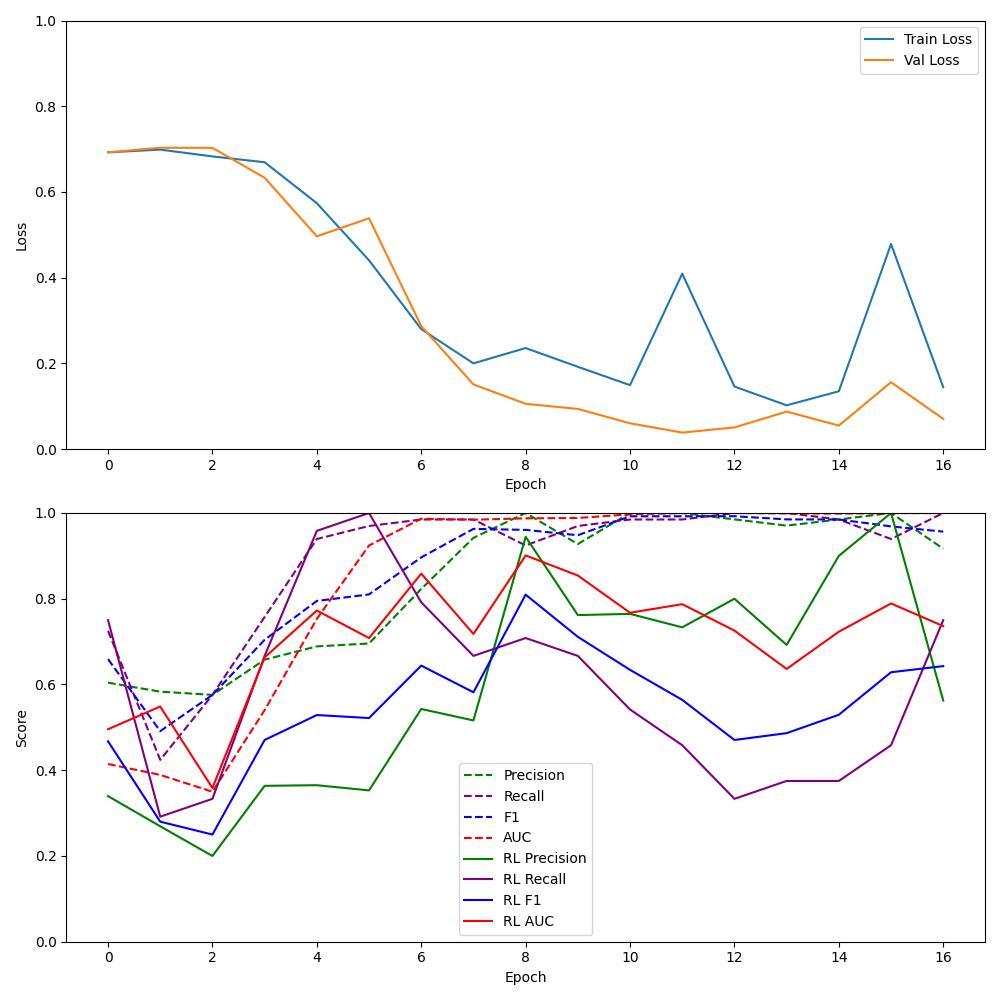 1.0
0.8
0.6
0.4
0.2
0.0
Loss
Train Loss
Val Loss
0 2 4 6 8 10 12 14 16
Epoch
1.0
0.8
0.6
0.4
0.2
0.0
Score
Precision
Recall
F1
AUC
RL Precision
RL Recall
RL F1
RL AUC
0 2 4 6 8 10 12 14 16
Epoch